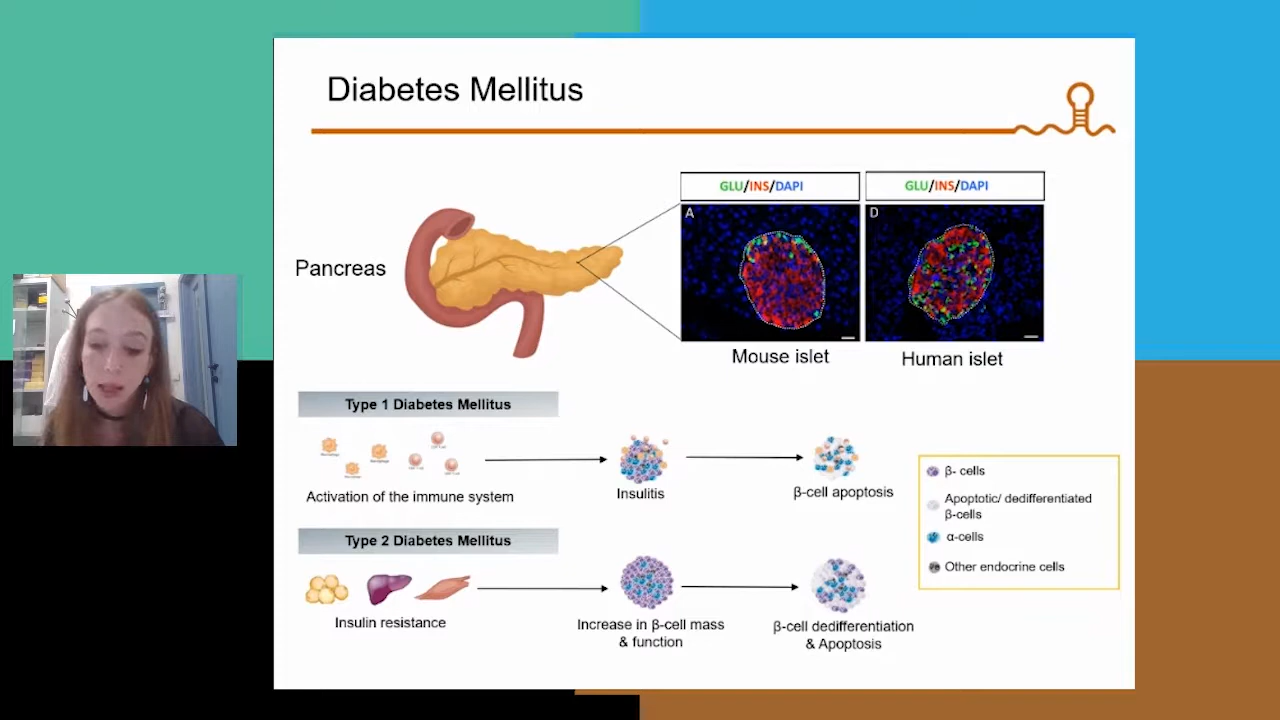 Diabetes Mellitus
GLU/INS/DAPI
GLU/INS/DAPI
A
D
Pancreas
Mouse islet
Human islet
Type 1 Diabetes Mellitus
Activation of the immune system
Insulitis
β-cell apoptosis
β- cells
Apoptotic/ dedifferentiated
β-cells
α-cells
Other endocrine cells
Type 2 Diabetes Mellitus
Insulin resistance
Increase in β-cell mass
& function
β-cell dedifferentiation
& Apoptosis